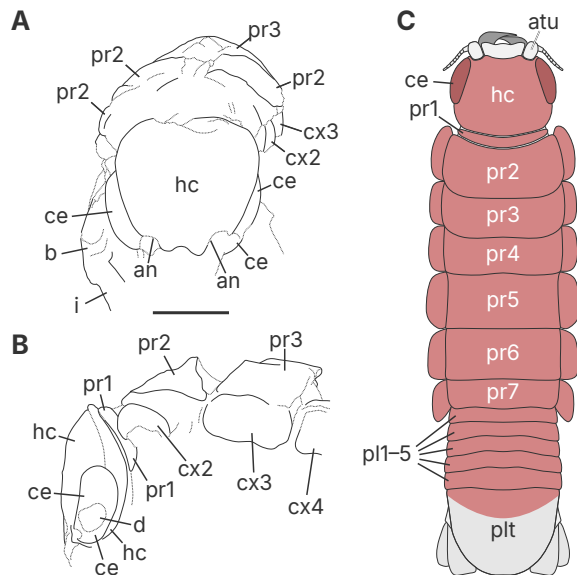 A
pr3
pr2
pr2
pr2
cx3
cx2
hc
ce
ce
b
an
an
ce
i
B
pr3
pr2
pr1
hc
cx2
pr1
cx3
cx4
ce
d
hc
ce
C
atu
ce
hc
pr1
pr2
pr3
pr4
pr5
pr6
pr7
pl1–5
plt